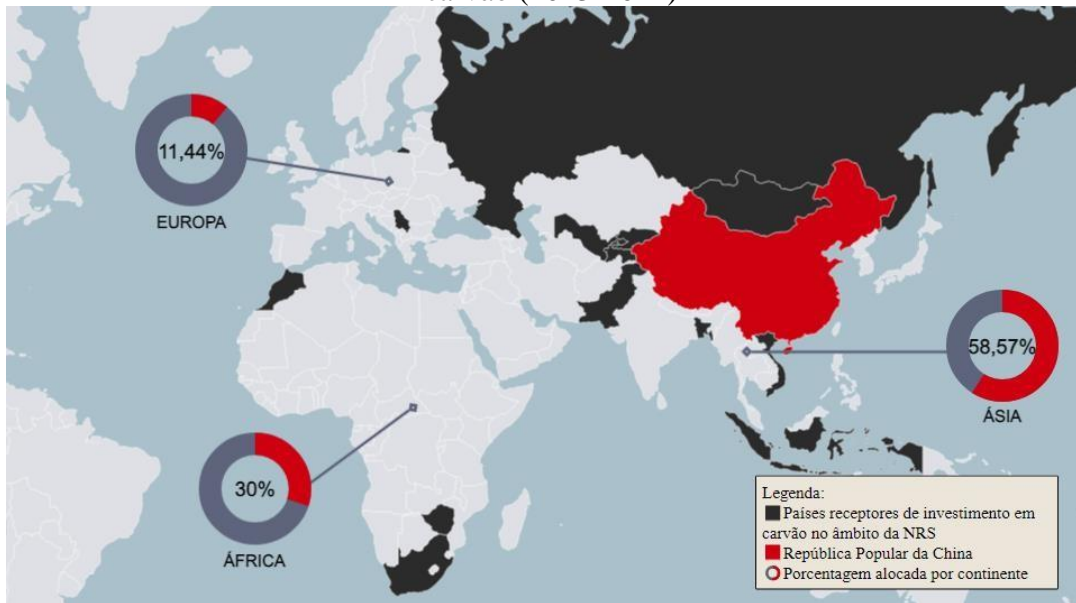 11,44%
EUROPA
58,57%
ÁSIA
30%
ÁFRICA
Legenda:
Países receptores de investimento em
carvão no âmbito da NRS
República Popular da China
Porcentagem alocada por continente